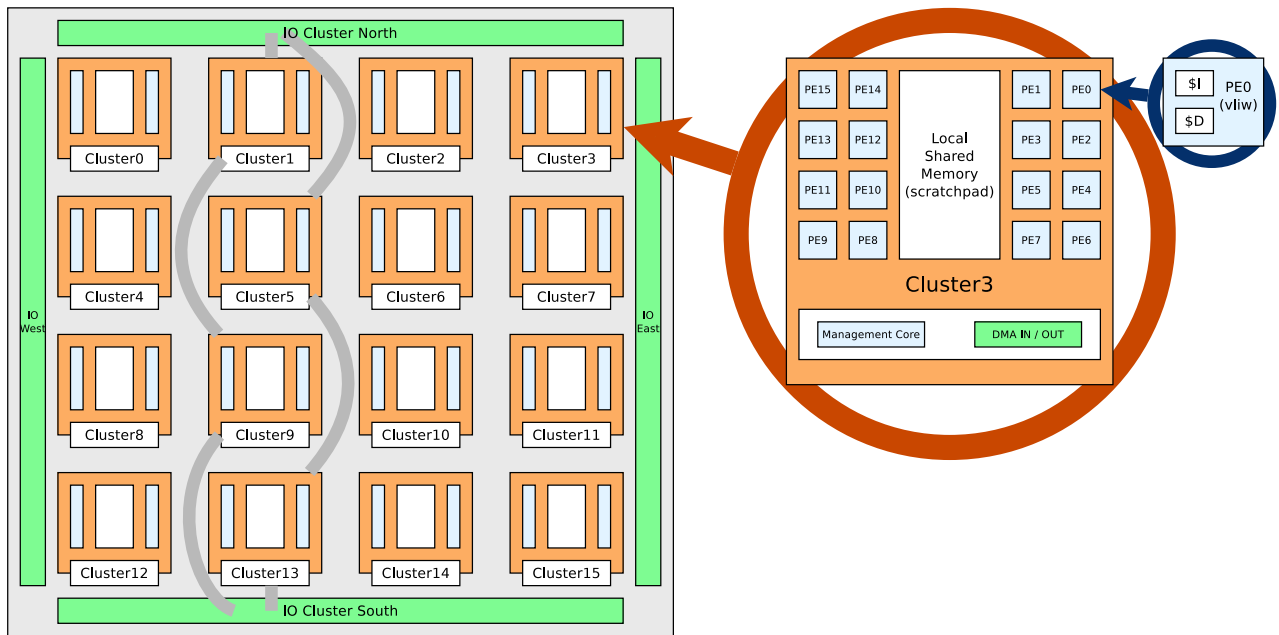 IO Cluster North
IO
West
IO
East
Cluster0
Cluster1
Cluster2
Cluster3
Cluster4
Cluster5
Cluster6
Cluster7
Cluster8
Cluster9
Cluster10
Cluster11
Cluster12
Cluster13
Cluster14
Cluster15
IO Cluster South
PE15
PE14
PE1
PE0
PE13
PE12
PE3
PE2
PE11
PE10
PE5
PE4
PE9
PE8
PE7
PE6
Local
Shared
Memory
(scratchpad)
Cluster3
Management Core
DMA IN / OUT
$I
$D
PE0
(vliw)